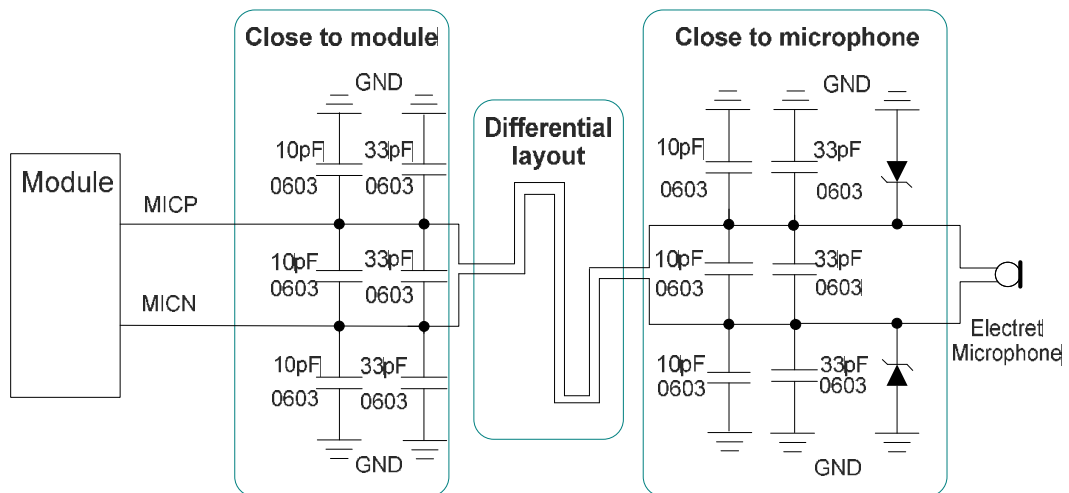 Close to module
Close to microphone
GND
GND
Differential
layout
10pF
33pF
0603
0603
10pF
33pF
0603
0603
Module
MICP
10pF
33pF
0603
0603
10pF
33pF
0603
0603
MICN
Electret
Microphone
10pF
33pF
0603
0603
10pF
33pF
0603
0603
GND
GND